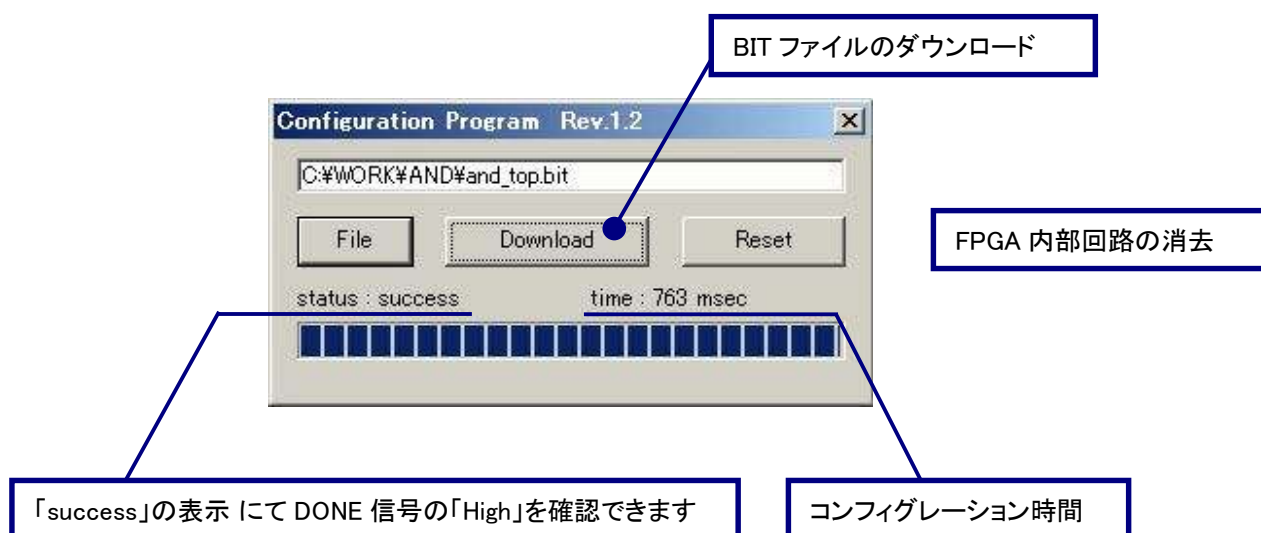 BIT ファイルのダウンロード
Configuration Program Rev.1.2
C:¥WORK¥AND¥and_top.bit
File Download Reset
FPGA 内部回路の消去
status : success time : 763 msec
「success」の表示 にて DONE 信号の「High」を確認できます
コンフィグレーション時間